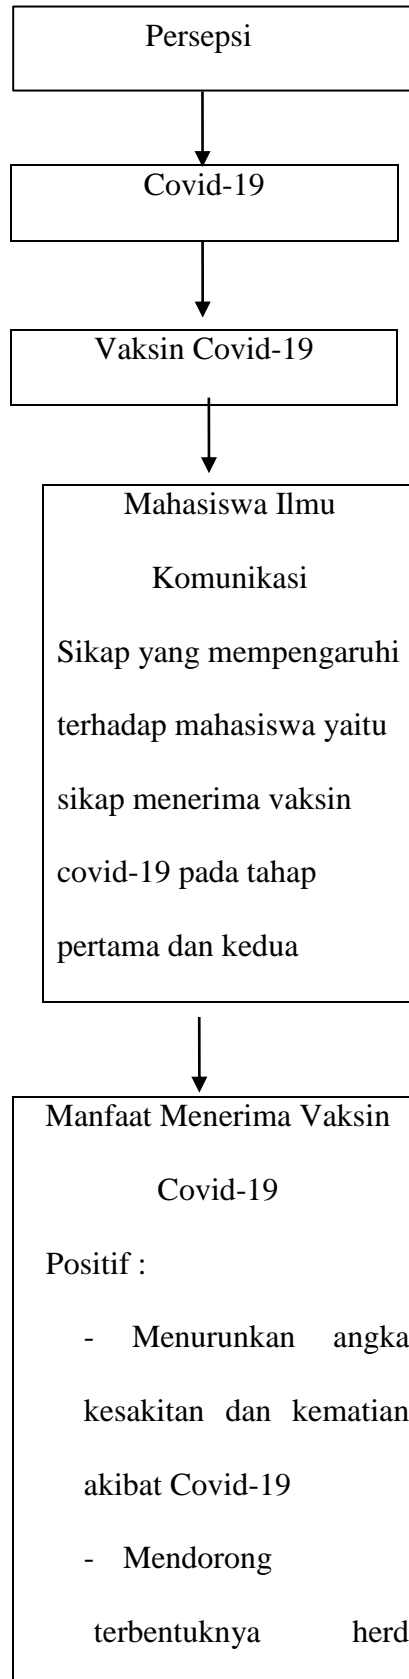 Persepsi
Covid-19
Vaksin Covid-19
Mahasiswa Ilmu
Komunikasi
Sikap yang mempengaruhi
terhadap mahasiswa yaitu
sikap menerima vaksin
covid-19 pada tahap
pertama dan kedua
Manfaat Menerima Vaksin
Covid-19
Positif :
- Menurunkan angka
kesakitan dan kematian
akibat Covid-19
- Mendorong
terbentuknya herd